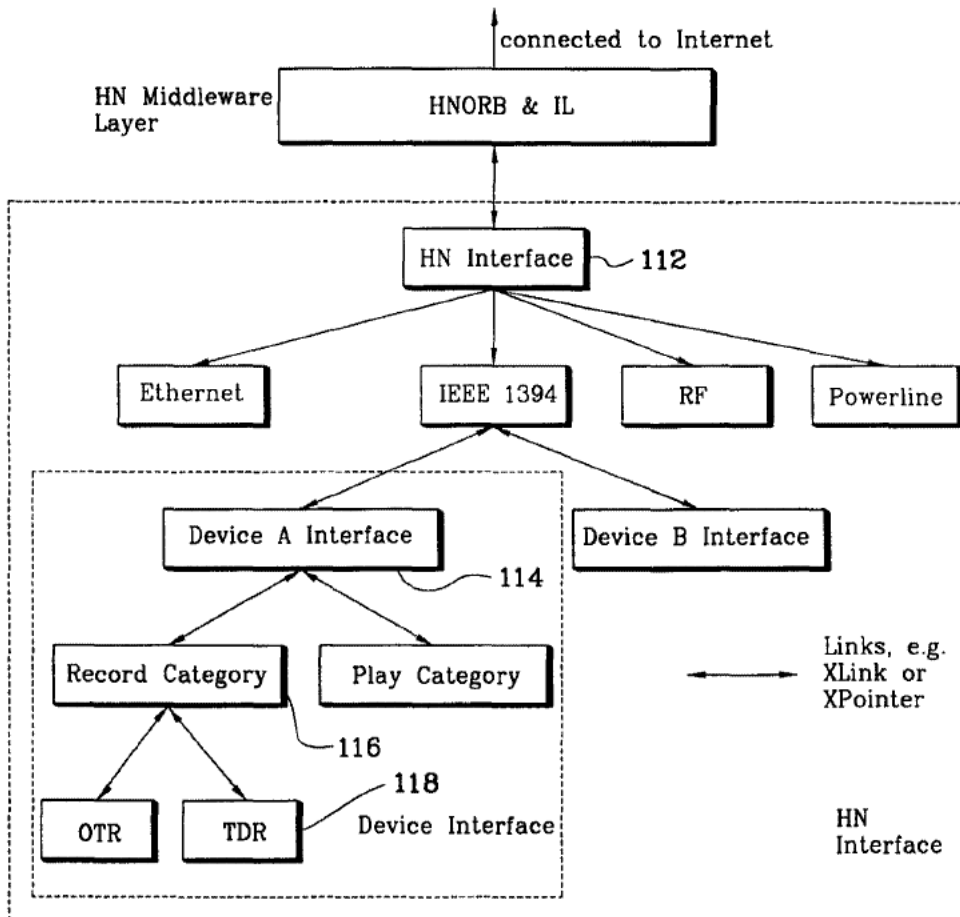 connected to Internet
HN Middleware
Layer
HNORB & IL
HN Interface
112
Ethernet
IEEE 1394
RF
Powerline
Device A Interface
Device B Interface
114
Record Category
Play Category
Links, e.g.
XLink or
XPointer
116
118
OTR
TDR
Device Interface
HN
Interface